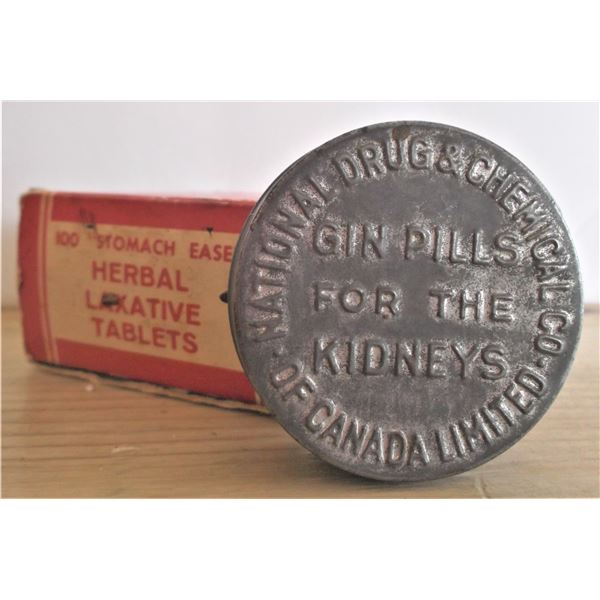 100 STOMACH EASE
HERBAL
LAXATIVE
TABLETS
NATIONAL DRUG & CHEMICAL CO.
GIN PILLS
FOR THE
KIDNEYS
OF CANADA LIMITED